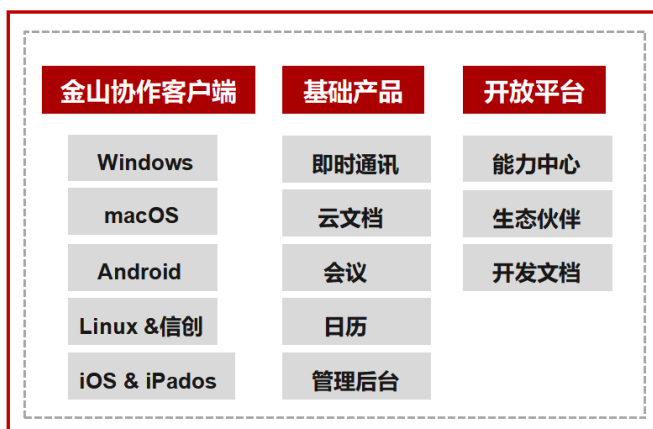 金山协作客户端
Windows
macOS
Android
Linux &信创
iOS & iPados
基础产品
即时通讯
云文档
会议
日历
管理后台
开放平台
能力中心
生态伙伴
开发文档